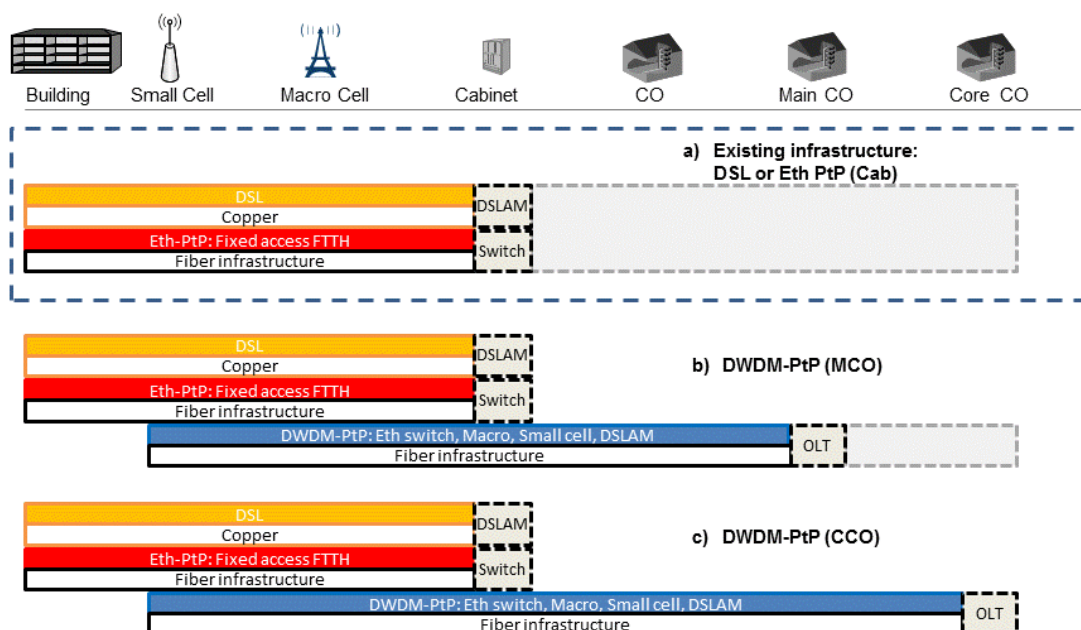 Building Small Cell Macro Cell Cabinet CO Main CO Core CO
a) Existing infrastructure:
DSL or Eth PtP (Cab)
DSL
Copper
DSLAM
Eth-PtP: Fixed access FTTH
Fiber infrastructure
Switch
b) DWDM-PtP (MCO)
DSL
Copper
DSLAM
Eth-PtP: Fixed access FTTH
Fiber infrastructure
Switch
DWDM-PtP: Eth switch, Macro, Small cell, DSLAM
Fiber infrastructure
OLT
c) DWDM-PtP (CCO)
DSL
Copper
DSLAM
Eth-PtP: Fixed access FTTH
Fiber infrastructure
Switch
DWDM-PtP: Eth switch, Macro, Small cell, DSLAM
Fiber infrastructure
OLT